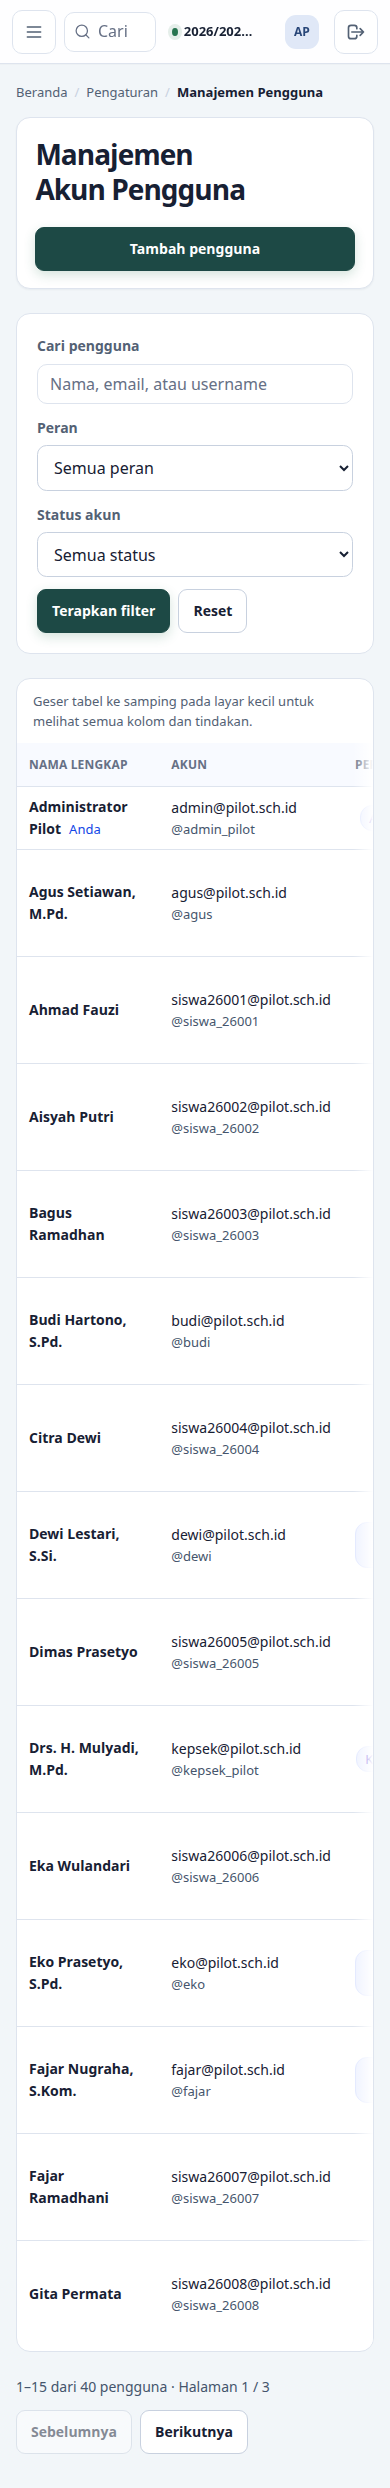 Cari
2026/202...
AP
Beranda / Pengaturan / Manajemen Pengguna
Manajemen
Akun Pengguna
Tambah pengguna
Cari pengguna
Nama, email, atau username
Peran
Semua peran
Status akun
Semua status
Terapkan filter
Reset
Geser tabel ke samping pada layar kecil untuk
melihat semua kolom dan tindakan.
NAMA LENGKAP AKUN
Administrator
Pilot Anda
admin@pilot.sch.id
@admin_pilot
Agus Setiawan,
M.Pd.
agus@pilot.sch.id
@agus
Ahmad Fauzi
siswa26001@pilot.sch.id
@siswa_26001
Aisyah Putri
siswa26002@pilot.sch.id
@siswa_26002
Bagus
Ramadhan
siswa26003@pilot.sch.id
@siswa_26003
Budi Hartono,
S.Pd.
budi@pilot.sch.id
@budi
Citra Dewi
siswa26004@pilot.sch.id
@siswa_26004
Dewi Lestari,
S.Si.
dewi@pilot.sch.id
@dewi
Dimas Prasetyo
siswa26005@pilot.sch.id
@siswa_26005
Drs. H. Mulyadi,
M.Pd.
kepsek@pilot.sch.id
@kepsek_pilot
Eka Wulandari
siswa26006@pilot.sch.id
@siswa_26006
Eko Prasetyo,
S.Pd.
eko@pilot.sch.id
@eko
Fajar Nugraha,
S.Kom.
fajar@pilot.sch.id
@fajar
Fajar
Ramadhani
siswa26007@pilot.sch.id
@siswa_26007
Gita Permata
siswa26008@pilot.sch.id
@siswa_26008
1–15 dari 40 pengguna · Halaman 1 / 3
Sebelumnya
Berikutnya